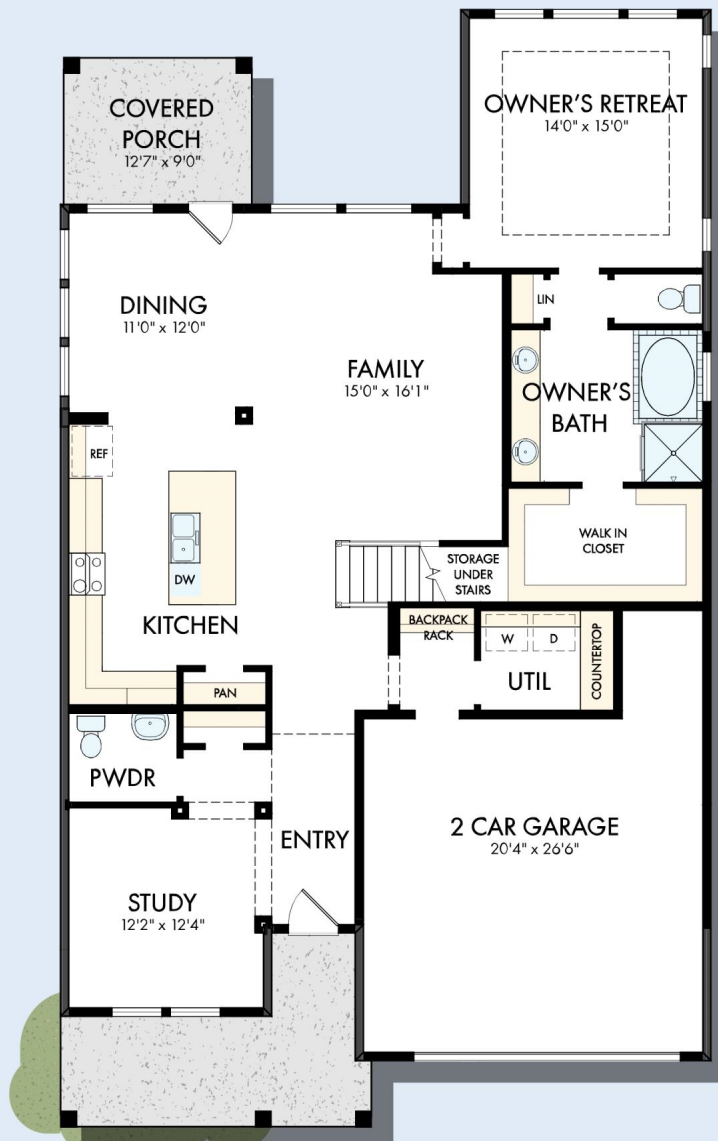 COVERED
PORCH
12'7" x 9'0"
OWNER'S RETREAT
14'0" x 15'0"
DINING
11'0" x 12'0"
LIN
FAMILY
15'0" x 16'1"
OWNER'S
BATH
REF
WALK IN
CLOSET
DW
STORAGE
UNDER
STAIRS
KITCHEN
BACKPACK
RACK
W
D
COUNTERTOP
UTIL
PAN
PWDR
ENTRY
2 CAR GARAGE
20'4" x 26'6"
STUDY
12'2" x 12'4"